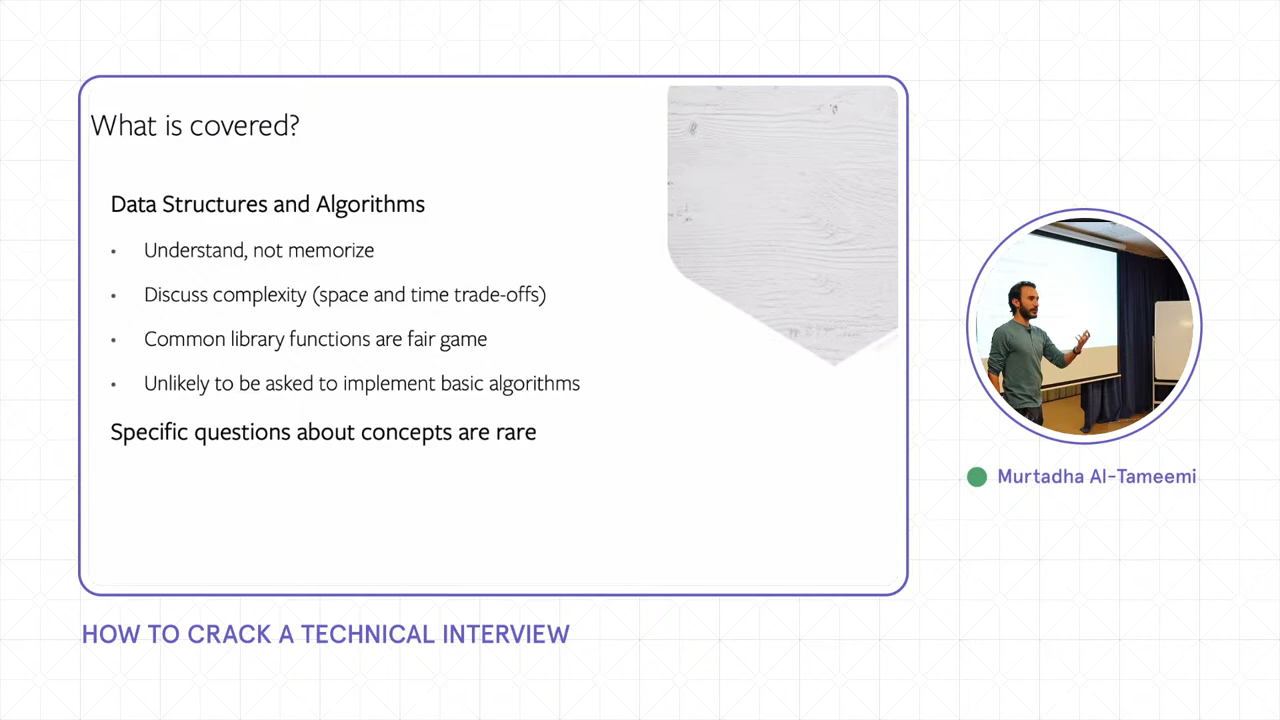 What is covered?
Data Structures and Algorithms
• Understand, not memorize
• Discuss complexity (space and time trade-offs)
• Common library functions are fair game
• Unlikely to be asked to implement basic algorithms
Specific questions about concepts are rare
Murtadha Al-Tameemi
HOW TO CRACK A TECHNICAL INTERVIEW